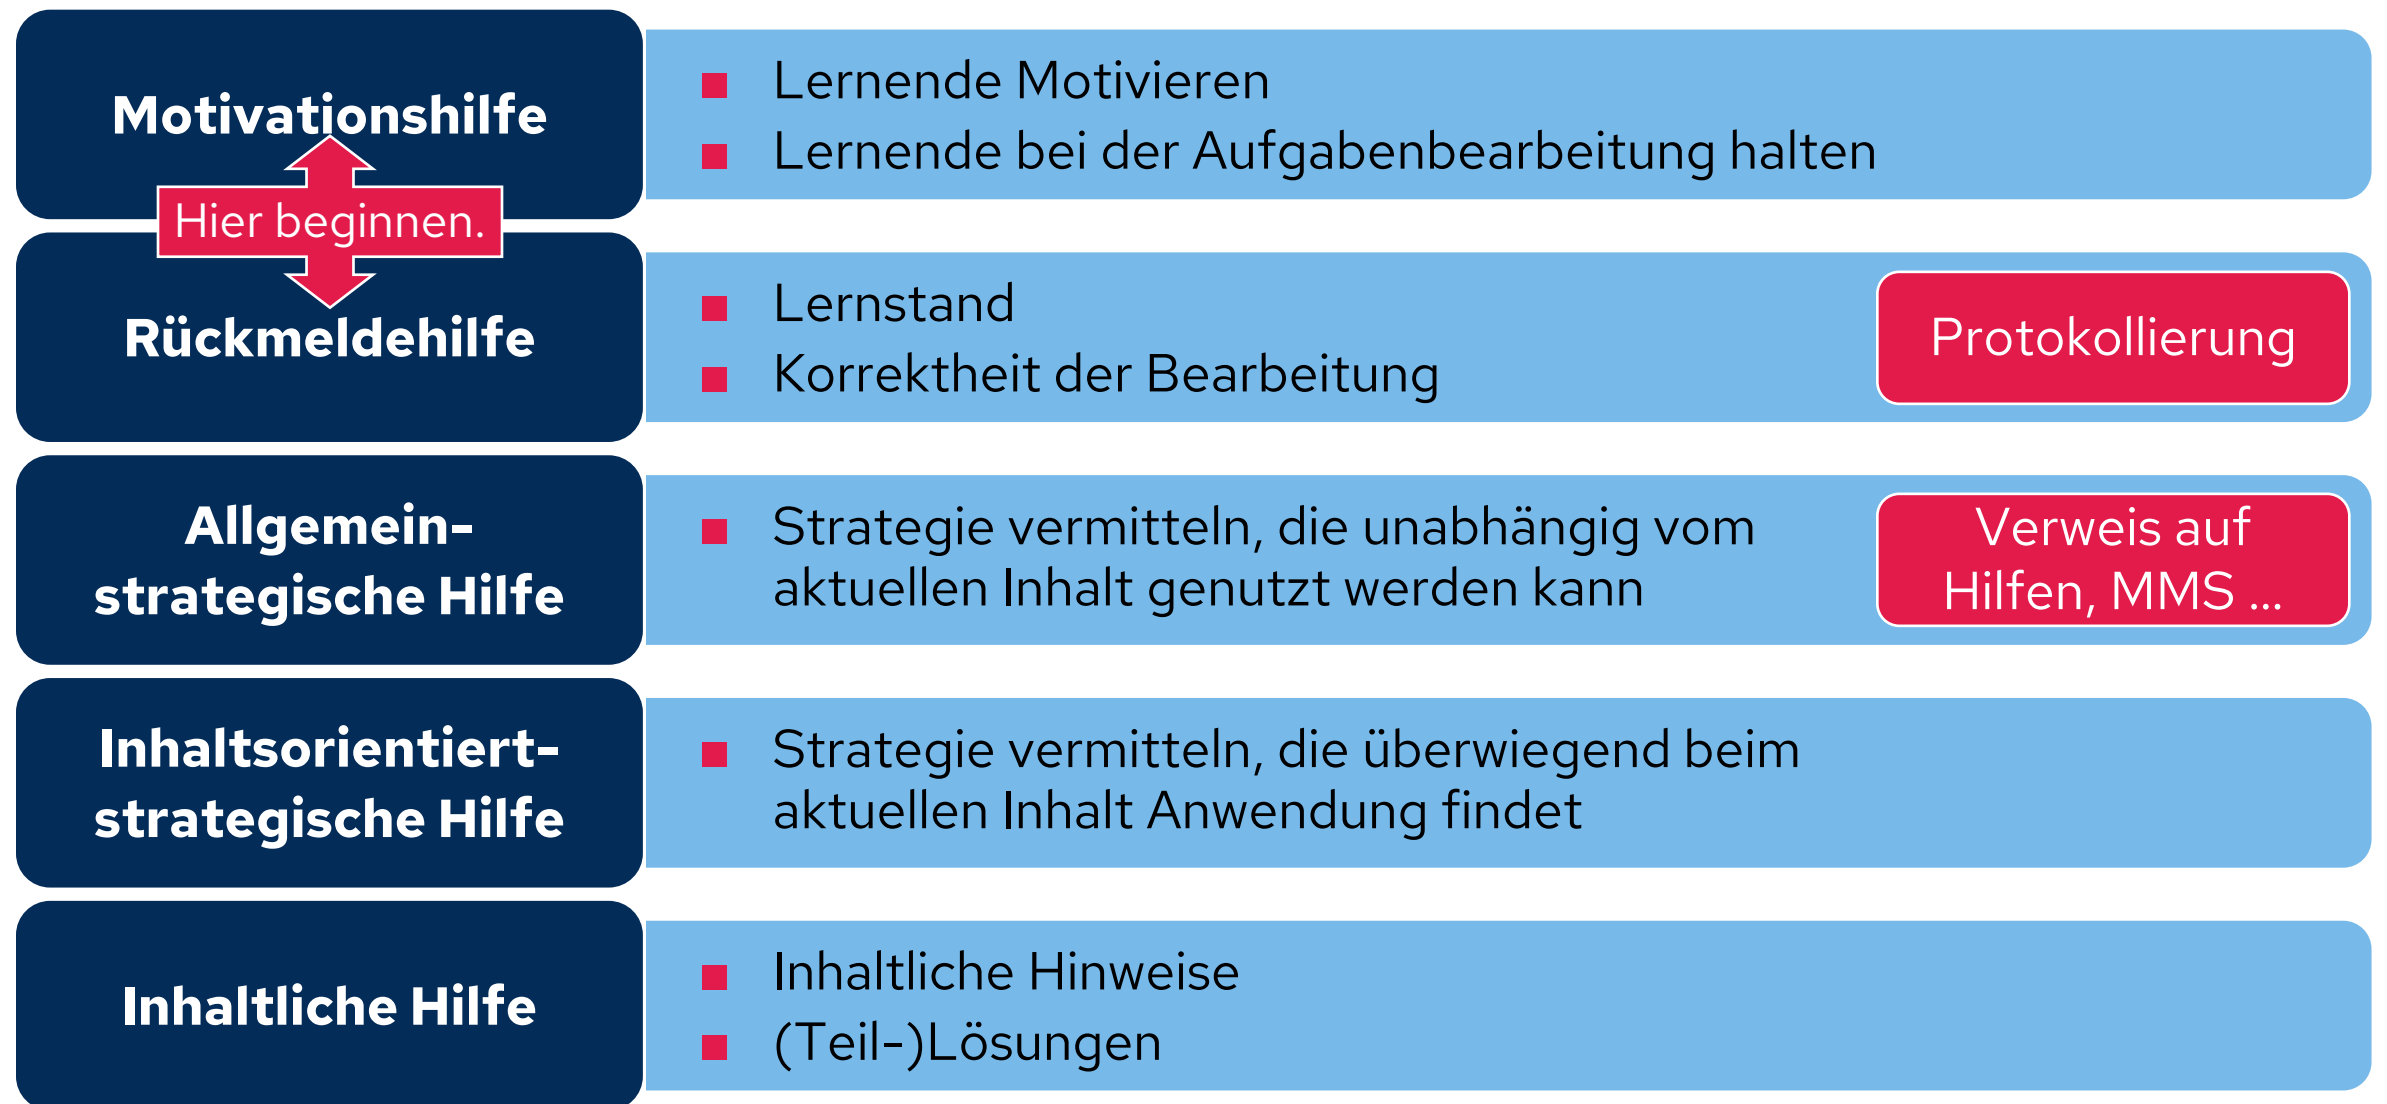 Motivationshilfe
Lernende Motivieren
Lernende bei der Aufgabenbearbeitung halten
Hier beginnen.
Rückmeldehilfe
Lernstand
Korrektheit der Bearbeitung
Protokollierung
Allgemein-
strategische Hilfe
Strategie vermitteln, die unabhängig vom
aktuellen Inhalt genutzt werden kann
Verweis auf
Hilfen, MMS ...
Inhaltsorientiert-
strategische Hilfe
Strategie vermitteln, die überwiegend beim
aktuellen Inhalt Anwendung findet
Inhaltliche Hilfe
Inhaltliche Hinweise
(Teil-)Lösungen